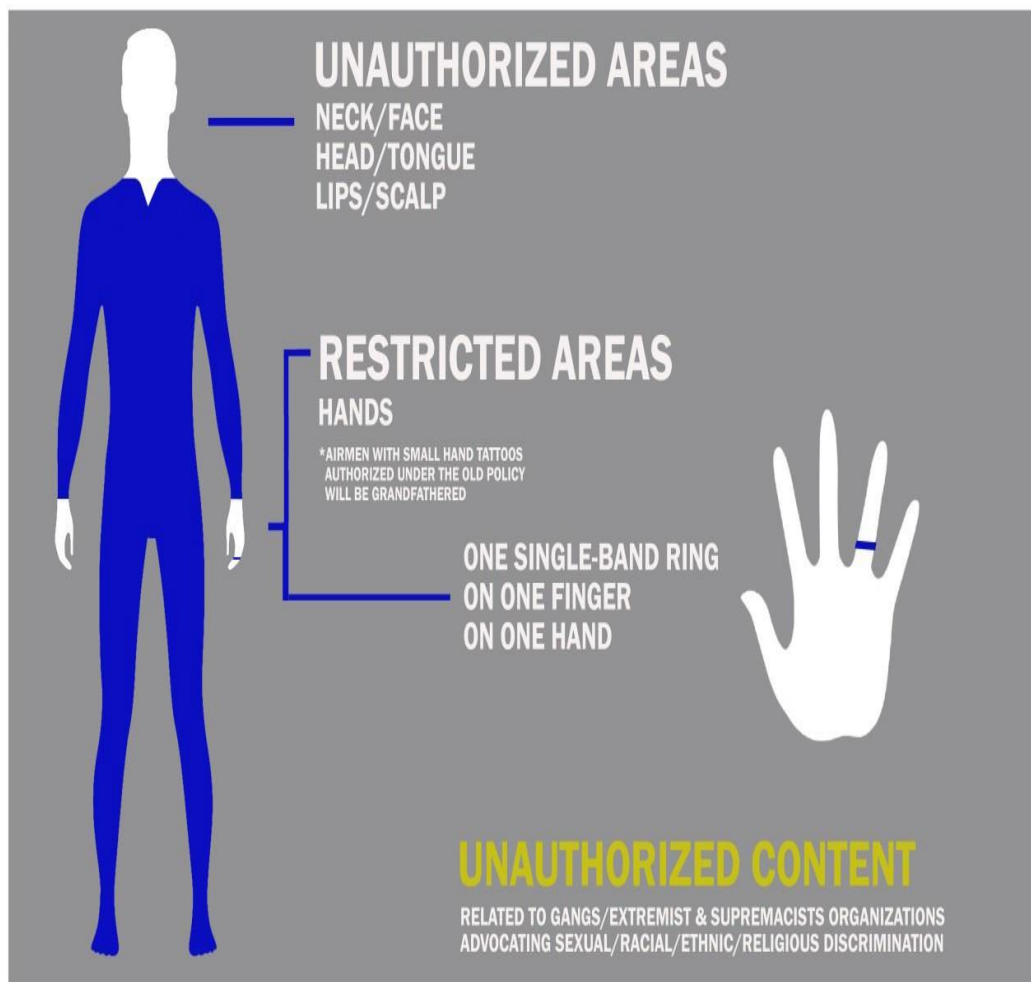 UNAUTHORIZED AREAS
NECK/FACE
HEAD/TONGUE
LIPS/SCALP
RESTRICTED AREAS
HANDS
*AIRMEN WITH SMALL HAND TATTOOS
AUTHORIZED UNDER THE OLD POLICY
WILL BE GRANDFATHERED
ONE SINGLE-BAND RING
ON ONE FINGER
ON ONE HAND
UNAUTHORIZED CONTENT
RELATED TO GANGS/EXTREMIST & SUPREMACISTS ORGANIZATIONS
ADVOCATING SEXUAL/RACIAL/ETHNIC/RELIGIOUS DISCRIMINATION